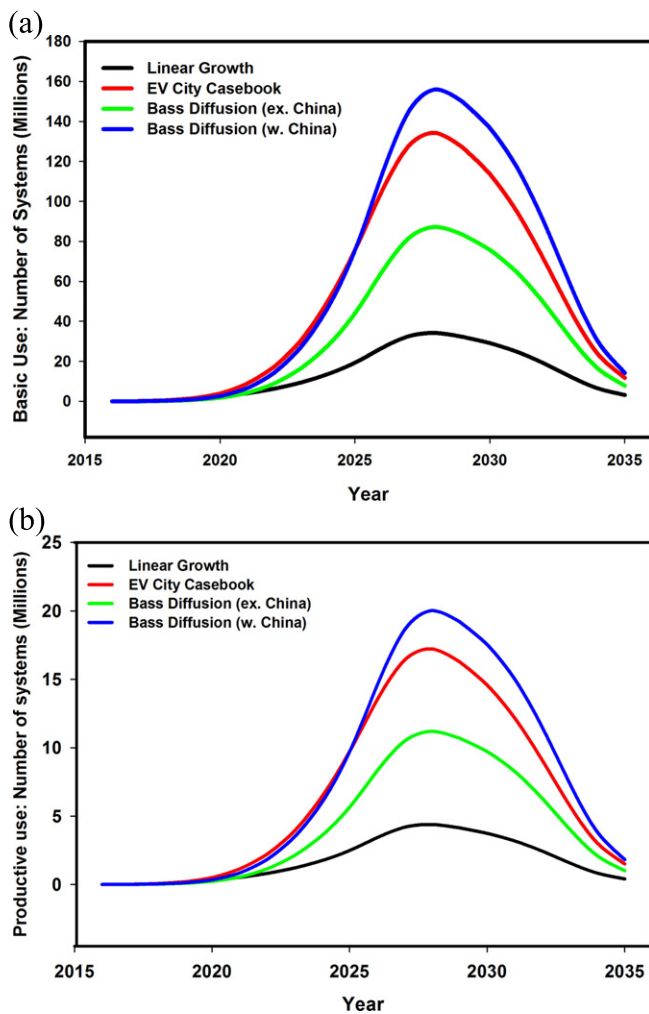 (a)
180
160
140
120
100
80
60
40
20
0
Basic Use: Number of Systems (Millions)
Linear Growth
EV City Casebook
Bass Diffusion (ex. China)
Bass Diffusion (w. China)
2015 2020 2025 2030 2035
Year
(b)
25
20
15
10
5
0
Productive use: Number of systems (Millions)
Linear Growth
EV City Casebook
Bass Diffusion (ex. China)
Bass Diffusion (w. China)
2015 2020 2025 2030 2035
Year